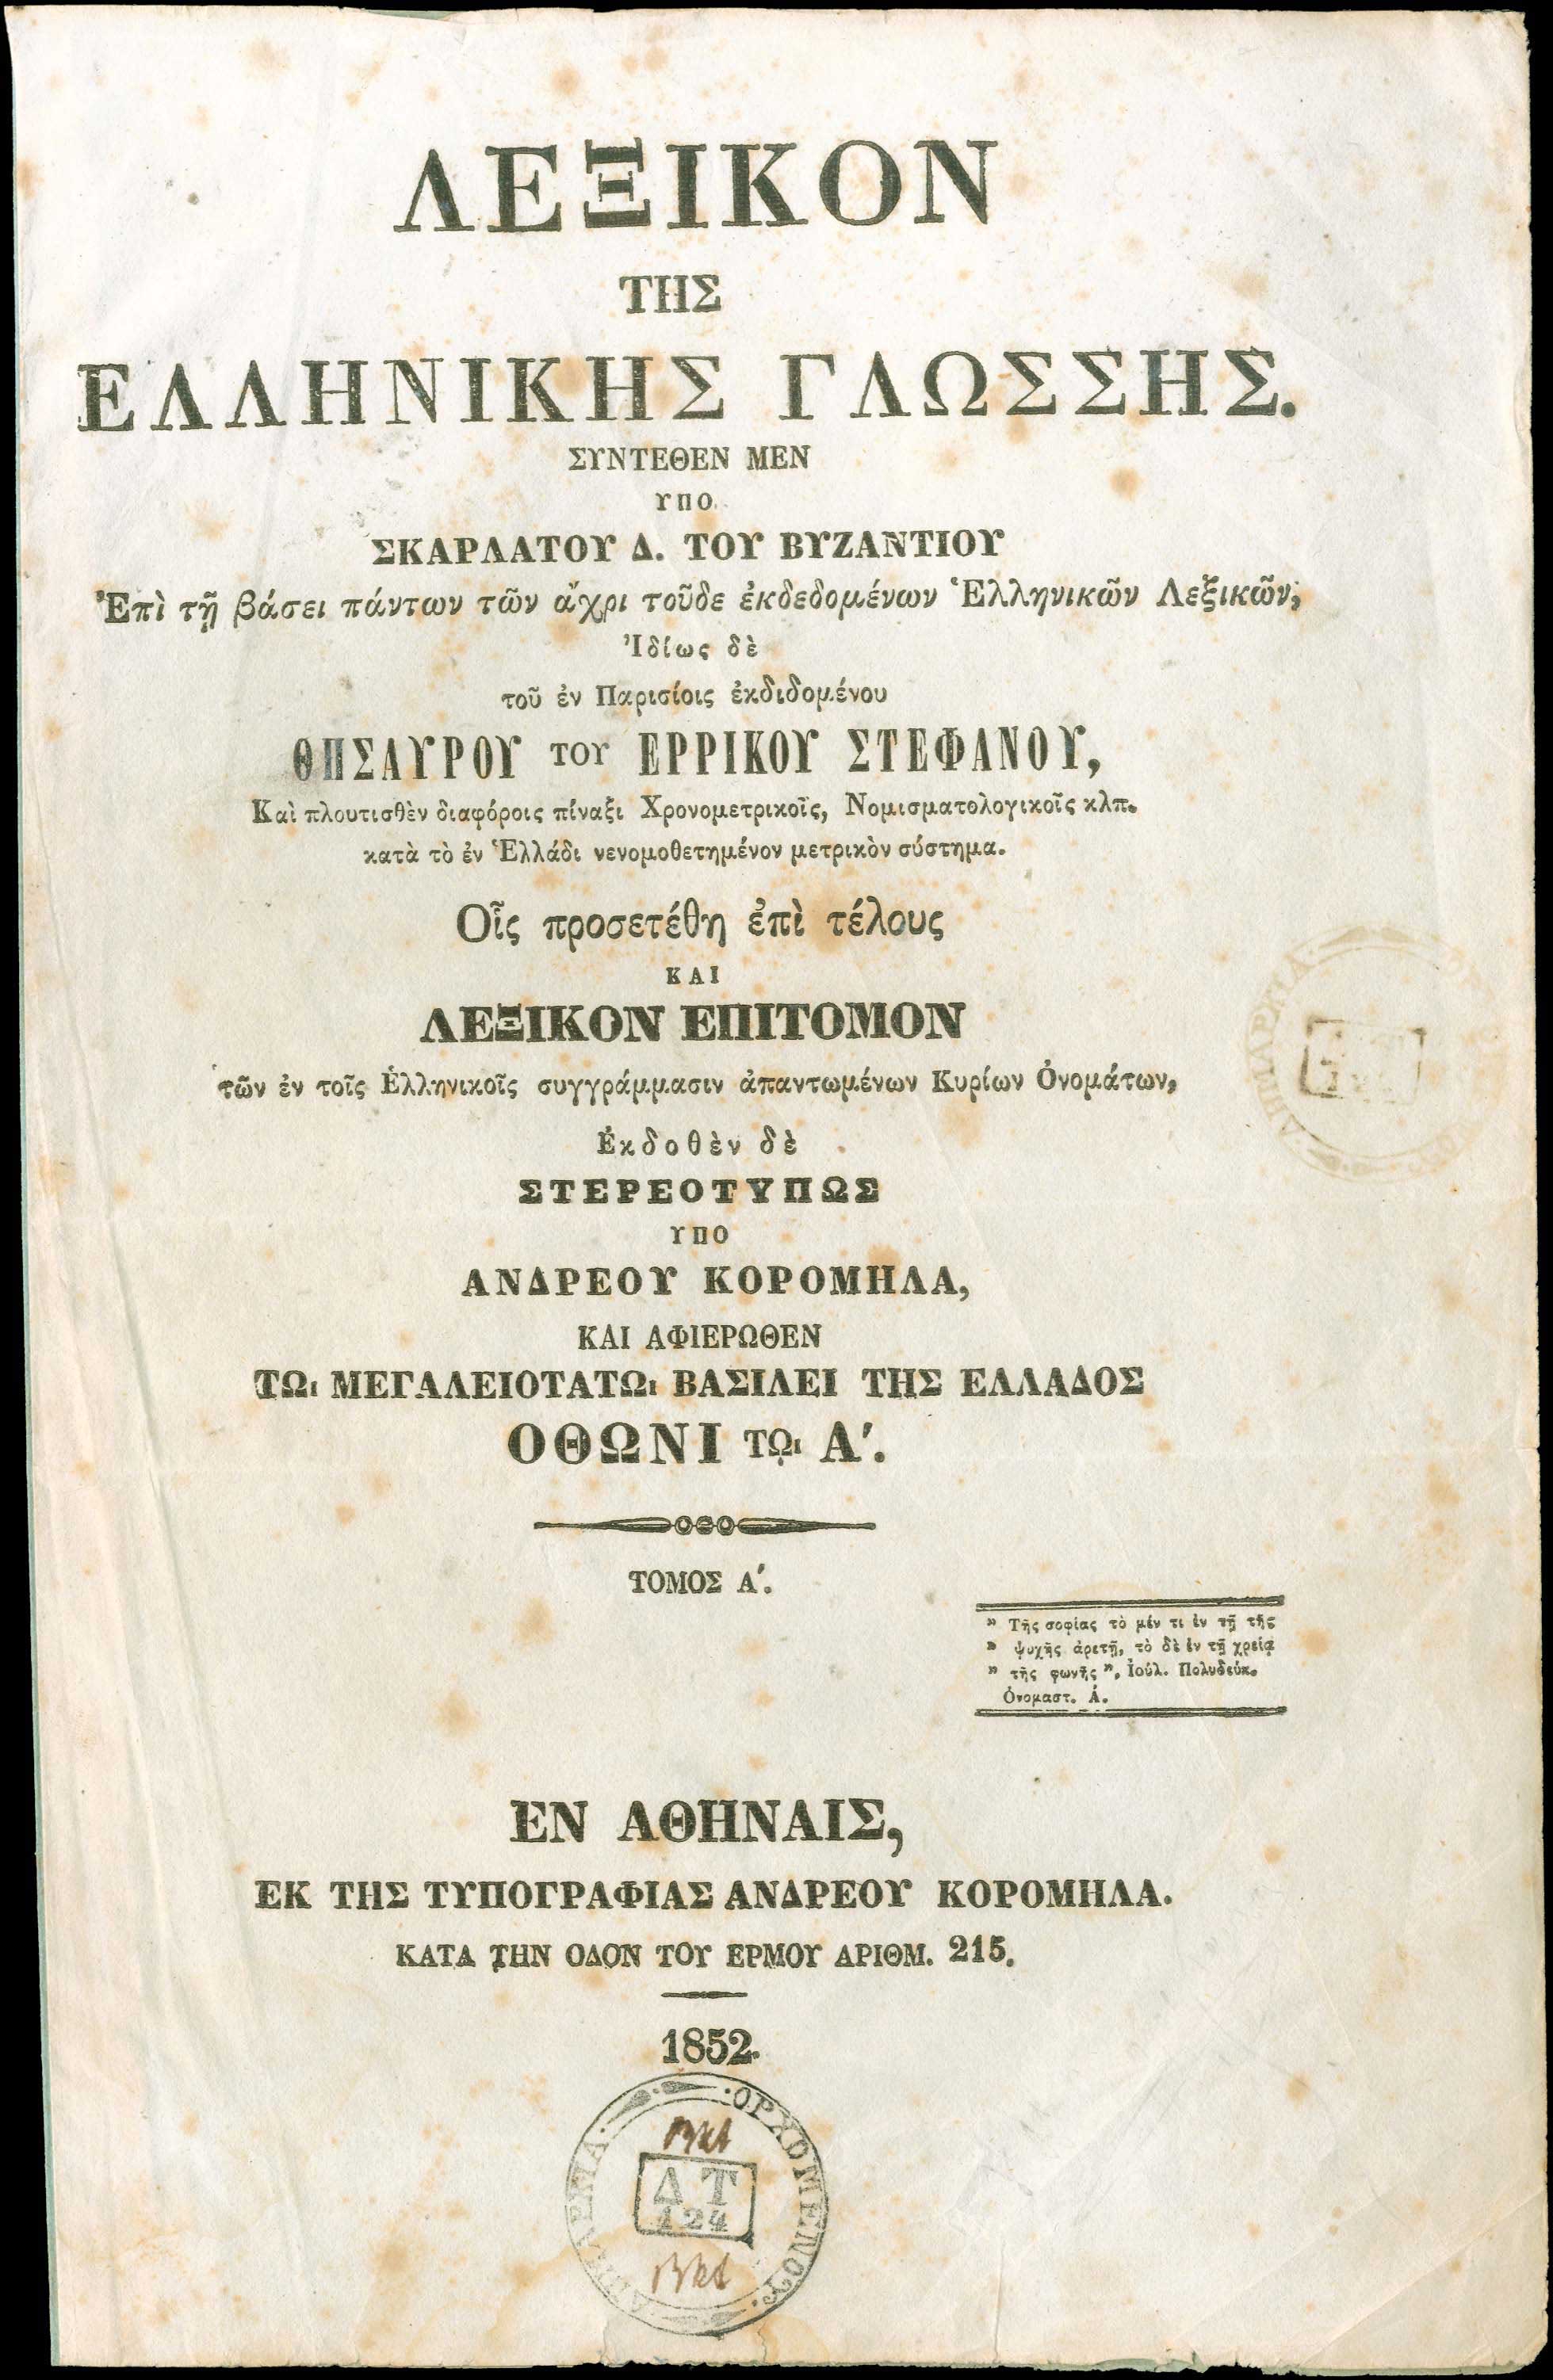 ΛΕΞΙΚΟΝ
ΤΗΣ
ΕΛΛΗΝΙΚΗΣ ΓΛΩΣΣΗΣ.
ΣΥΝΤΕΘΕΝ ΜΕΝ
ΥΠΟ
ΣΚΑΡΛΑΤΟΥ Δ. ΤΟΥ ΒΥΖΑΝΤΙΟΥ
Ἐπὶ τῇ βάσει πάντων τῶν ἄχρι τοῦδε ἐκδεδομένων Ἑλληνικῶν Λεξικῶν,
Ἰδίως δὲ
τοῦ ἐν Παρισίοις ἐκδιδομένου
ΘΗΣΑΥΡΟΥ ΤΟΥ ΕΡΡΙΚΟΥ ΣΤΕΦΑΝΟΥ,
Καὶ πλουτισθὲν διαφόροις πίναξι Χρονομετρικοῖς, Νομισματολογικοῖς κλπ.
κατὰ τὸ ἐν Ἑλλάδι νενομοθετημένον μετρικὸν σύστημα.
Οἷς προσετέθη ἐπὶ τέλους
ΚΑΙ
ΛΕΞΙΚΟΝ ΕΠΙΤΟΜΟΝ
τῶν ἐν τοῖς Ἑλληνικοῖς συγγράμμασιν ἀπαντωμένων Κυρίων Ὀνομάτων,
Ἐκδοθὲν δὲ
ΣΤΕΡΕΟΤΥΠΩΣ
ΥΠΟ
ΑΝΔΡΕΟΥ ΚΟΡΟΜΗΛΑ,
ΚΑΙ ΑΦΙΕΡΩΘΕΝ
ΤΩι ΜΕΓΑΛΕΙΟΤΑΤΩι ΒΑΣΙΛΕΙ ΤΗΣ ΕΛΛΑΔΟΣ
ΟΘΩΝΙ ΤΩι Α'.
ΤΟΜΟΣ Α'.
» Τῆς σοφίας τὸ μέν τι ἐν τῇ τῆς
» ψυχῆς ἀρετῇ, τὸ δὲ ἐν τῇ χρείᾳ
» τῆς φωνῆς », Ἰούλ. Πολυδεύκ.
Ὀνομαστ. Ά.
ΕΝ ΑΘΗΝΑΙΣ,
ΕΚ ΤΗΣ ΤΥΠΟΓΡΑΦΙΑΣ ΑΝΔΡΕΟΥ ΚΟΡΟΜΗΛΑ.
ΚΑΤΑ ΤΗΝ ΟΔΟΝ ΤΟΥ ΕΡΜΟΥ ΑΡΙΘΜ. 215.
1852.
ΔΗΜΑΡΧΙΑ ΟΡΧΟΜΕΝΟΥ
ΔΤ
124